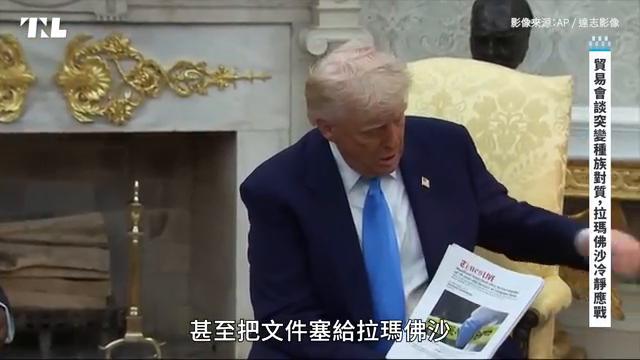 TNL
影像來源：AP / 達志影像
貿易會談突變種族對質，拉瑪佛沙冷靜應戰
TimesLIVE
甚至把文件塞給拉瑪佛沙